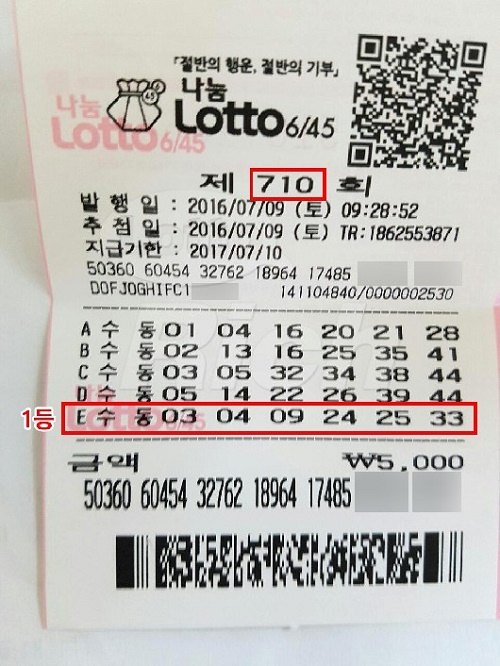 「절반의 행운, 절반의 기부」
나눔
Lotto 6/45
나눔
Lotto 6/45
제 710 회
발 행 일 : 2016/07/09 (토) 09:28:52
추 첨 일 : 2016/07/09 (토) TR:1862553871
지급기한 : 2017/07/10
50360 60454 32762 18964 17485
DOFJOGHIFC1 141104840/0000002530
A 수 동 01 04 16 20 21 28
B 수 동 02 13 16 25 35 41
C 수 동 03 05 32 34 38 44
D 수 동 05 14 22 26 39 44
1등 E 수 동 03 04 09 24 25 33
금액 ₩5,000
50360 60454 32762 18964 17485